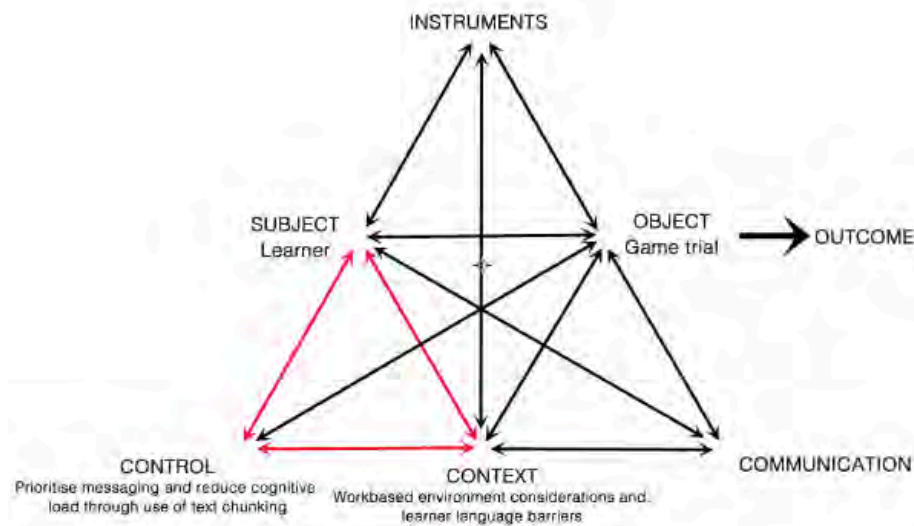 INSTRUMENTS
SUBJECT
Learner
OBJECT
Game trial
OUTCOME
CONTROL
Prioritise messaging and reduce cognitive
load through use of text chunking
CONTEXT
Workbased environment considerations and
learner language barriers
COMMUNICATION